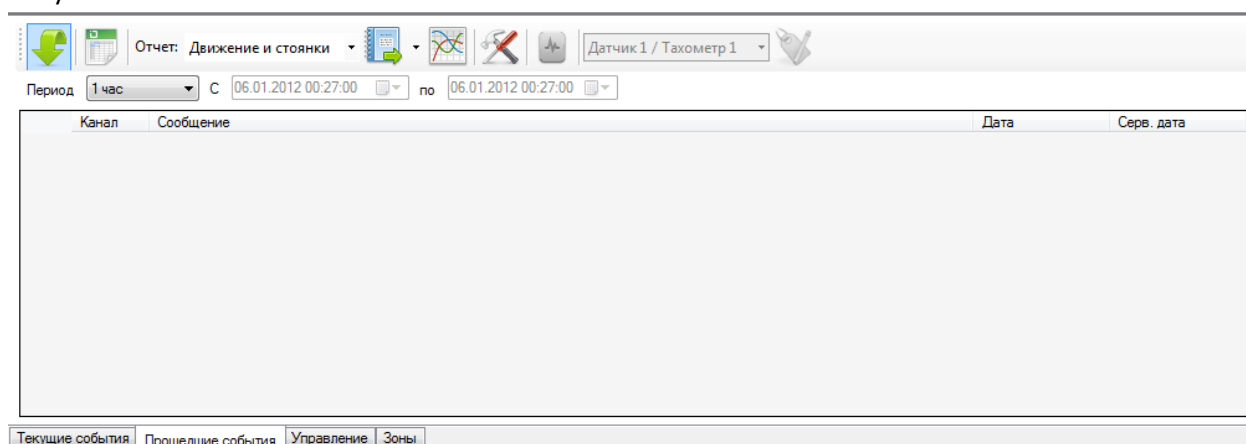 Отчет: Движение и стоянки Датчик 1 / Тахометр 1
Период 1 час С 06.01.2012 00:27:00 по 06.01.2012 00:27:00
Канал Сообщение Дата Серв. дата
Текущие события Прошедшие события Управление Зоны